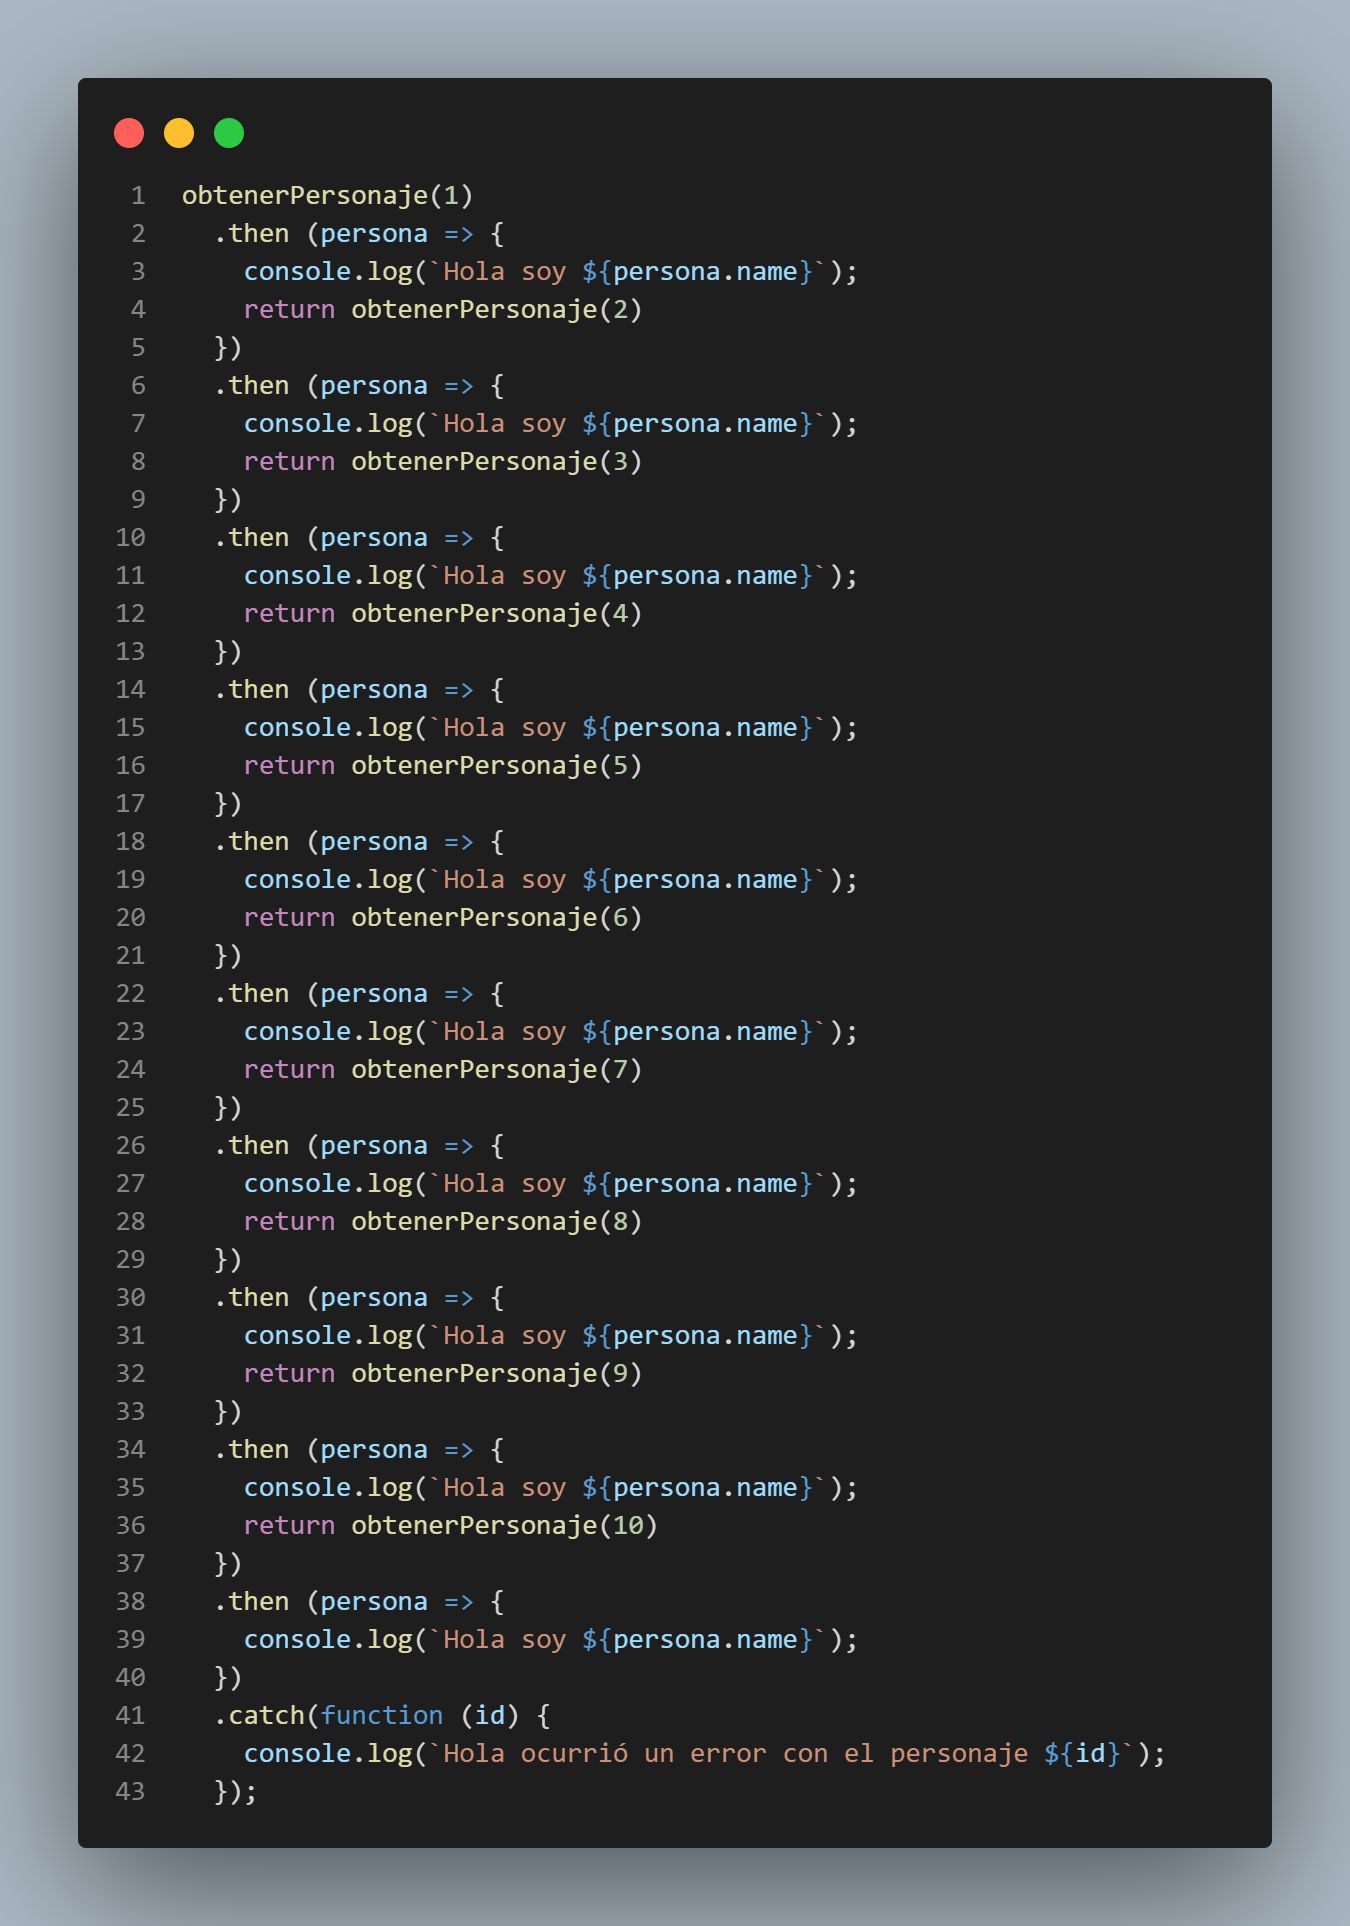 1 obtenerPersonaje(1)
2   .then (persona => {
3     console.log(`Hola soy ${persona.name}`);
4     return obtenerPersonaje(2)
5   })
6   .then (persona => {
7     console.log(`Hola soy ${persona.name}`);
8     return obtenerPersonaje(3)
9   })
10   .then (persona => {
11     console.log(`Hola soy ${persona.name}`);
12     return obtenerPersonaje(4)
13   })
14   .then (persona => {
15     console.log(`Hola soy ${persona.name}`);
16     return obtenerPersonaje(5)
17   })
18   .then (persona => {
19     console.log(`Hola soy ${persona.name}`);
20     return obtenerPersonaje(6)
21   })
22   .then (persona => {
23     console.log(`Hola soy ${persona.name}`);
24     return obtenerPersonaje(7)
25   })
26   .then (persona => {
27     console.log(`Hola soy ${persona.name}`);
28     return obtenerPersonaje(8)
29   })
30   .then (persona => {
31     console.log(`Hola soy ${persona.name}`);
32     return obtenerPersonaje(9)
33   })
34   .then (persona => {
35     console.log(`Hola soy ${persona.name}`);
36     return obtenerPersonaje(10)
37   })
38   .then (persona => {
39     console.log(`Hola soy ${persona.name}`);
40   })
41   .catch(function (id) {
42     console.log(`Hola ocurrió un error con el personaje ${id}`);
43   });